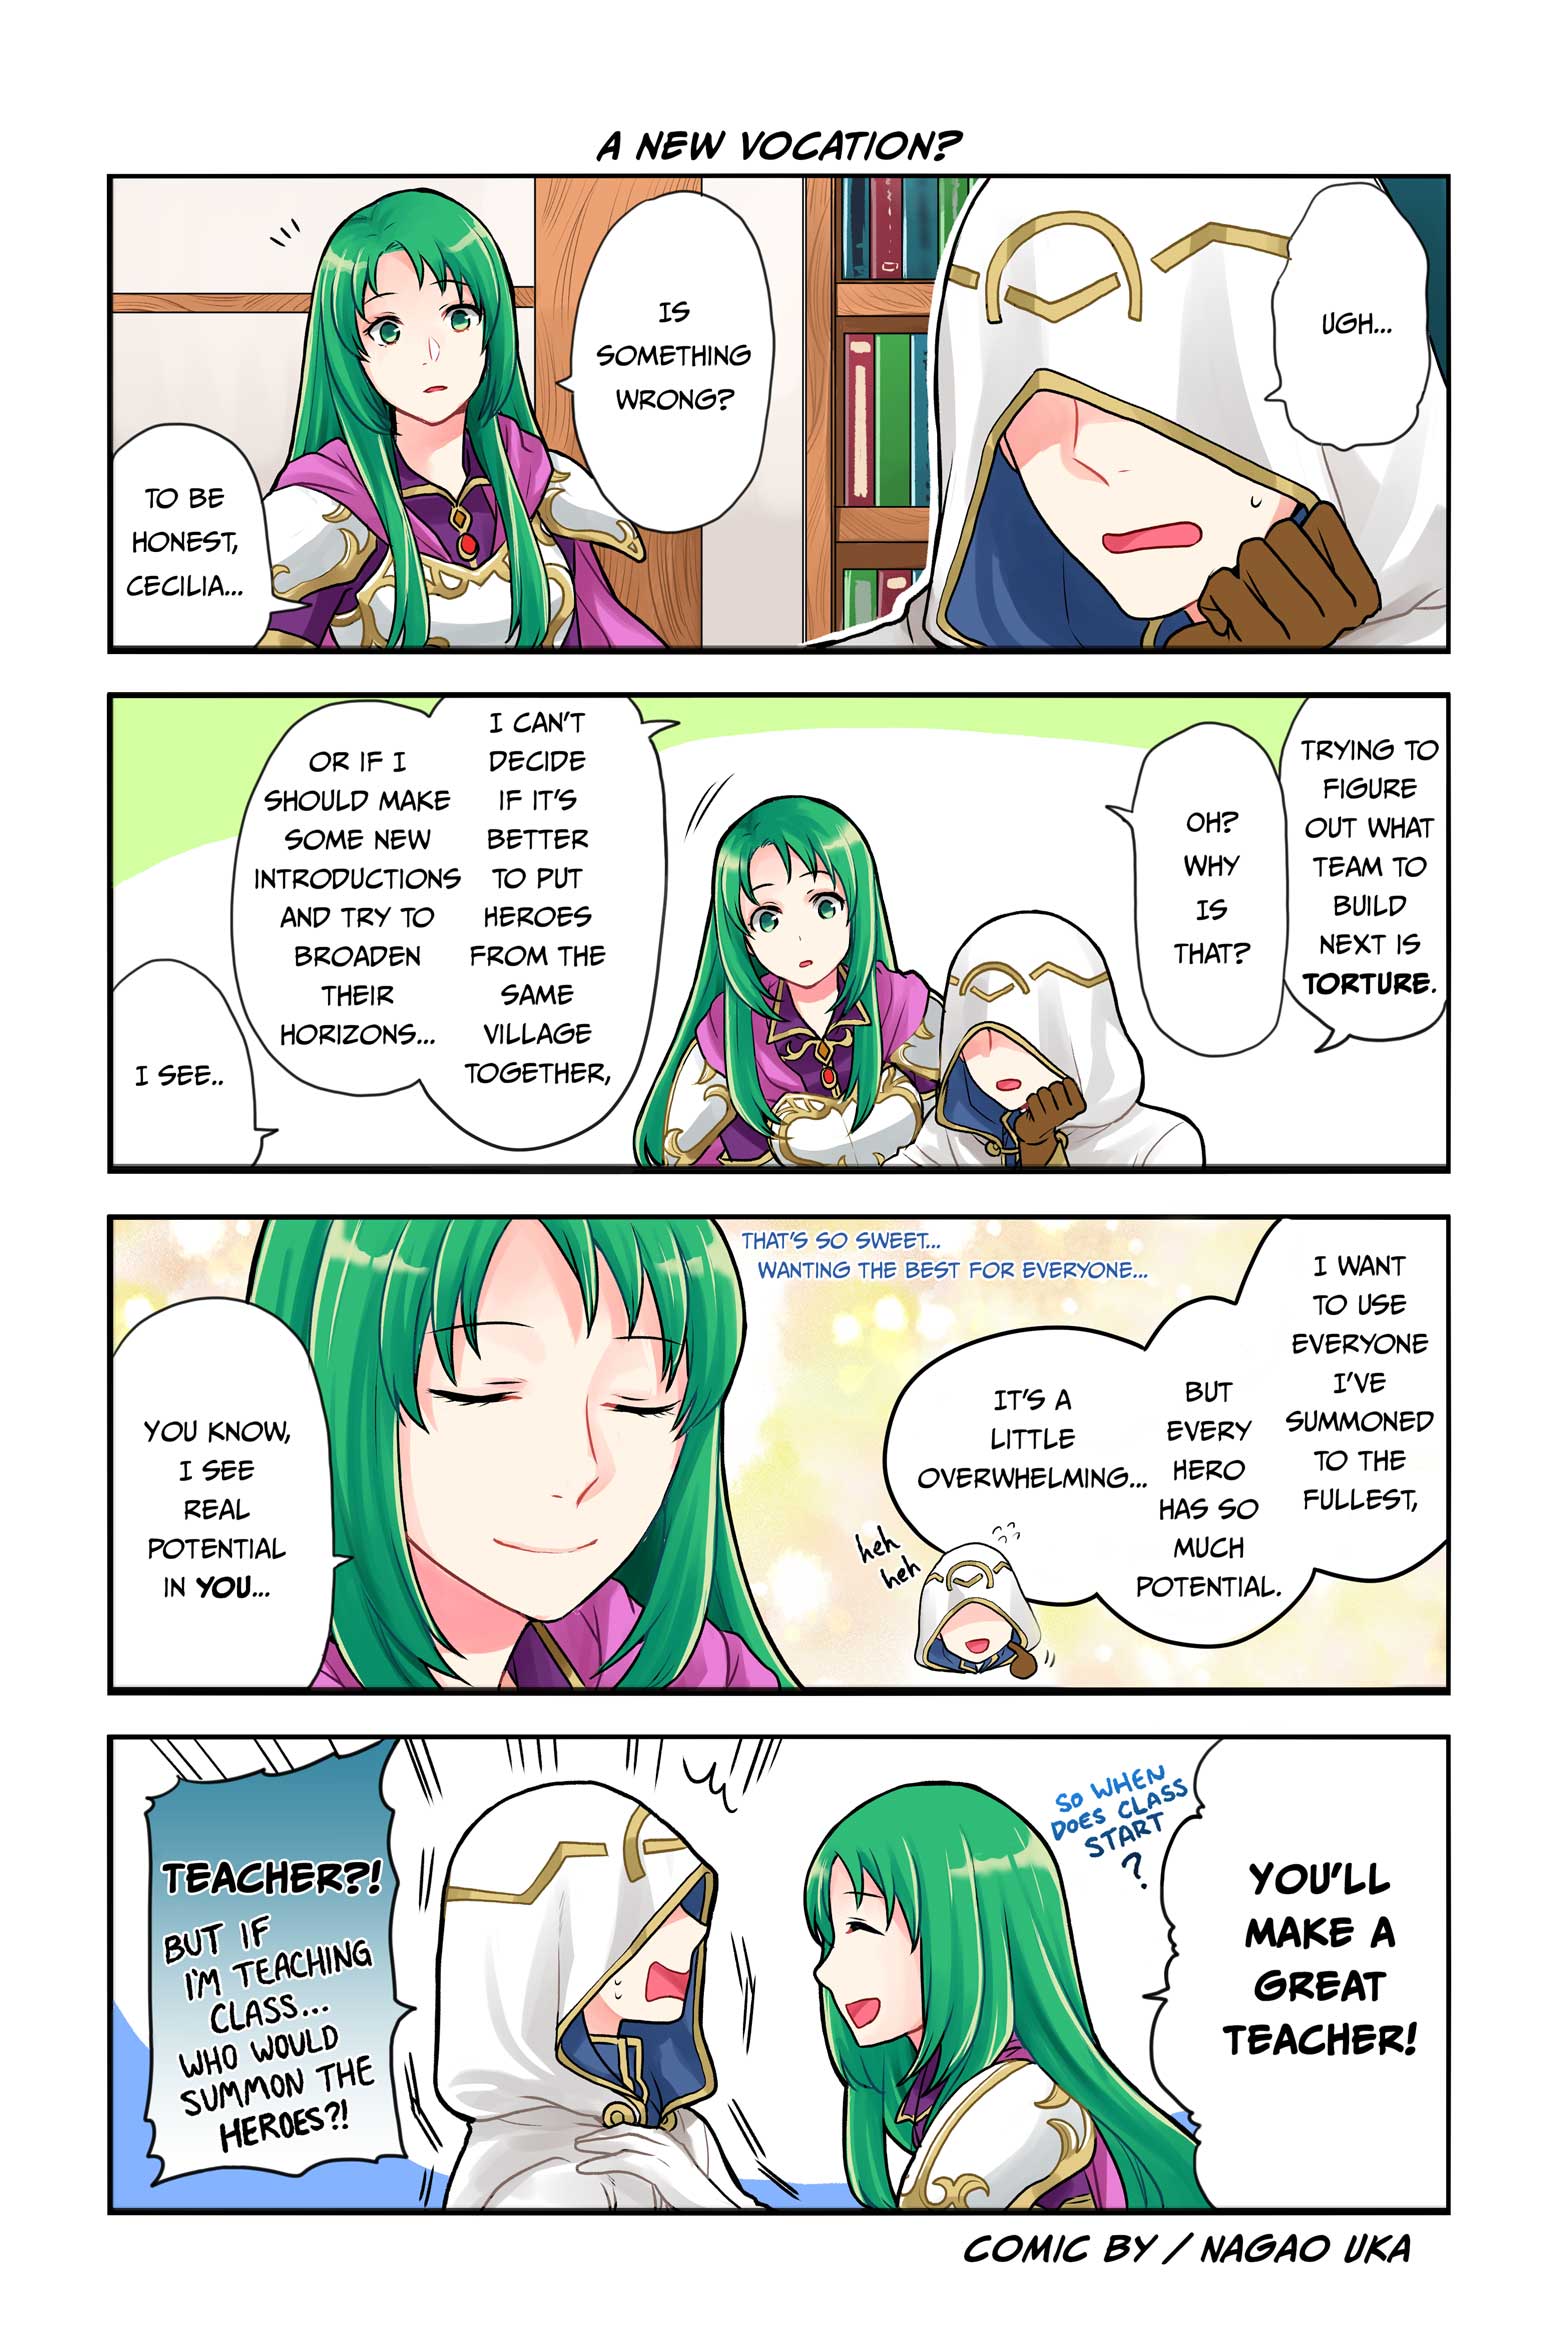 A NEW VOCATION?
UGH...
IS
SOMETHING
WRONG?
TO BE
HONEST,
CECILIA...
TRYING TO
FIGURE
OUT WHAT
TEAM TO
BUILD
NEXT IS
TORTURE.
OH?
WHY
IS
THAT?
I CAN'T
DECIDE
IF IT'S
BETTER
TO PUT
HEROES
FROM THE
SAME
VILLAGE
TOGETHER,
OR IF I
SHOULD MAKE
SOME NEW
INTRODUCTIONS
AND TRY TO
BROADEN
THEIR
HORIZONS...
I SEE..
I WANT
TO USE
EVERYONE
I'VE
SUMMONED
TO THE
FULLEST,
BUT
EVERY
HERO
HAS SO
MUCH
POTENTIAL.
IT'S A
LITTLE
OVERWHELMING...
heh
heh
THAT'S SO SWEET...
WANTING THE BEST FOR EVERYONE...
YOU KNOW,
I SEE
REAL
POTENTIAL
IN YOU...
YOU'LL
MAKE A
GREAT
TEACHER!
SO WHEN
DOES CLASS
START
?
TEACHER?!
BUT IF
I'M TEACHING
CLASS...
WHO WOULD
SUMMON THE
HEROES?!
COMIC BY / NAGAO UKA